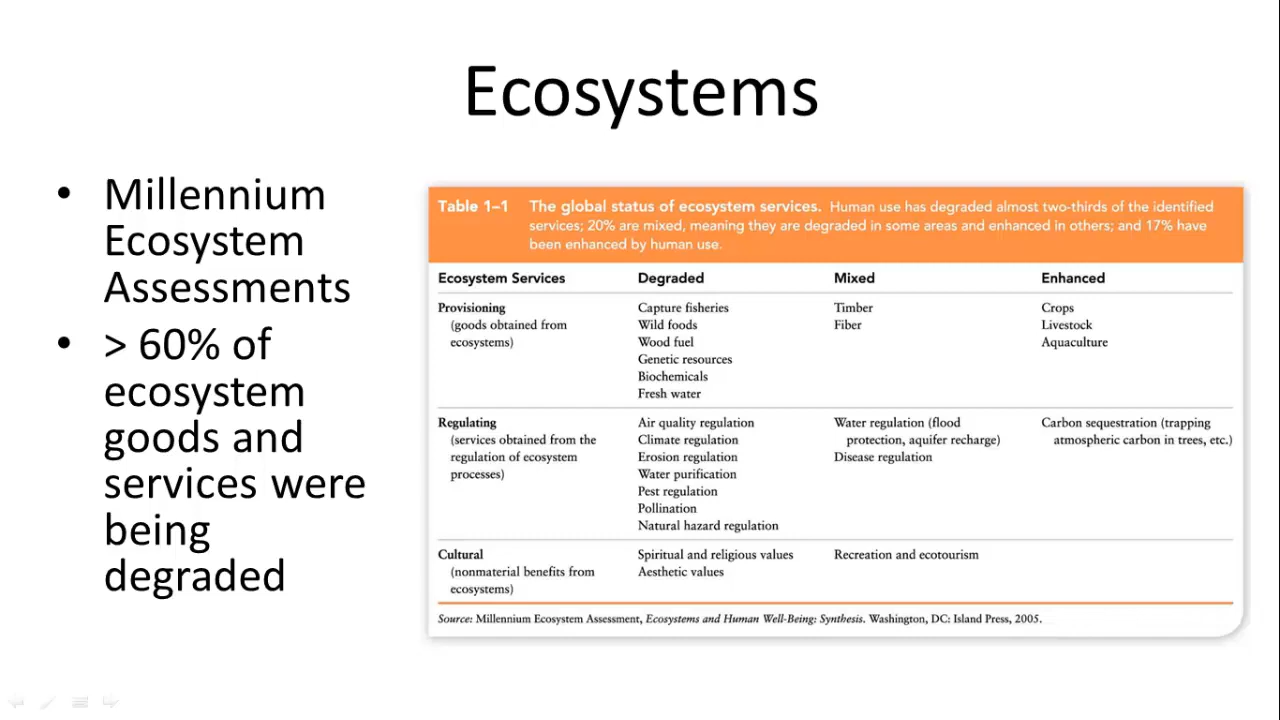 Ecosystems
• Millennium
Ecosystem
Assessments
• > 60% of
ecosystem
goods and
services were
being
degraded
Table 1–1 The global status of ecosystem services. Human use has degraded almost two-thirds of the identified
services; 20% are mixed, meaning they are degraded in some areas and enhanced in others; and 17% have
been enhanced by human use.
Ecosystem Services Degraded Mixed Enhanced
Provisioning Capture fisheries Timber Crops
(goods obtained from Wild foods Fiber Livestock
ecosystems) Wood fuel Aquaculture
Genetic resources
Biochemicals
Fresh water
Regulating Air quality regulation Water regulation (flood Carbon sequestration (trapping
(services obtained from the Climate regulation protection, aquifer recharge) atmospheric carbon in trees, etc.)
regulation of ecosystem Erosion regulation Disease regulation
processes) Water purification
Pest regulation
Pollination
Natural hazard regulation
Cultural Spiritual and religious values Recreation and ecotourism
(nonmaterial benefits from Aesthetic values
ecosystems)
Source: Millennium Ecosystem Assessment, Ecosystems and Human Well-Being: Synthesis. Washington, DC: Island Press, 2005.